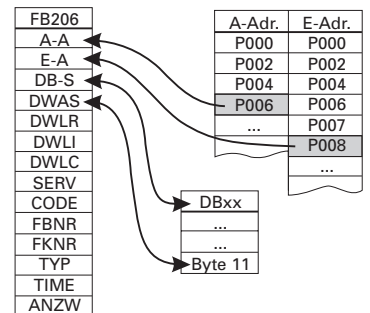 FB206
A-A
E-A
DB-S
DWAS
DWLR
DWLI
DWLC
SERV
CODE
FBNR
FKNR
TYP
TIME
ANZW
A-Adr. E-Adr.
P000 P000
P002 P002
P004 P004
P006 P006
... P007
P008
...
DBxx
...
...
Byte 11